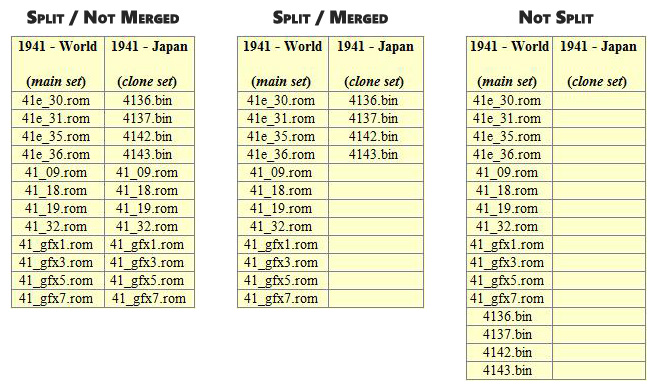 SPLIT / NOT MERGED
1941 - World 1941 - Japan
(main set) (clone set)
41e_30.rom 4136.bin
41e_31.rom 4137.bin
41e_35.rom 4142.bin
41e_36.rom 4143.bin
41_09.rom 41_09.rom
41_18.rom 41_18.rom
41_19.rom 41_19.rom
41_32.rom 41_32.rom
41_gfx1.rom 41_gfx1.rom
41_gfx3.rom 41_gfx3.rom
41_gfx5.rom 41_gfx5.rom
41_gfx7.rom 41_gfx7.rom
SPLIT / MERGED
1941 - World 1941 - Japan
(main set) (clone set)
41e_30.rom 4136.bin
41e_31.rom 4137.bin
41e_35.rom 4142.bin
41e_36.rom 4143.bin
41_09.rom
41_18.rom
41_19.rom
41_32.rom
41_gfx1.rom
41_gfx3.rom
41_gfx5.rom
41_gfx7.rom
NOT SPLIT
1941 - World 1941 - Japan
(main set) (clone set)
41e_30.rom
41e_31.rom
41e_35.rom
41e_36.rom
41_09.rom
41_18.rom
41_19.rom
41_32.rom
41_gfx1.rom
41_gfx3.rom
41_gfx5.rom
41_gfx7.rom
4136.bin
4137.bin
4142.bin
4143.bin